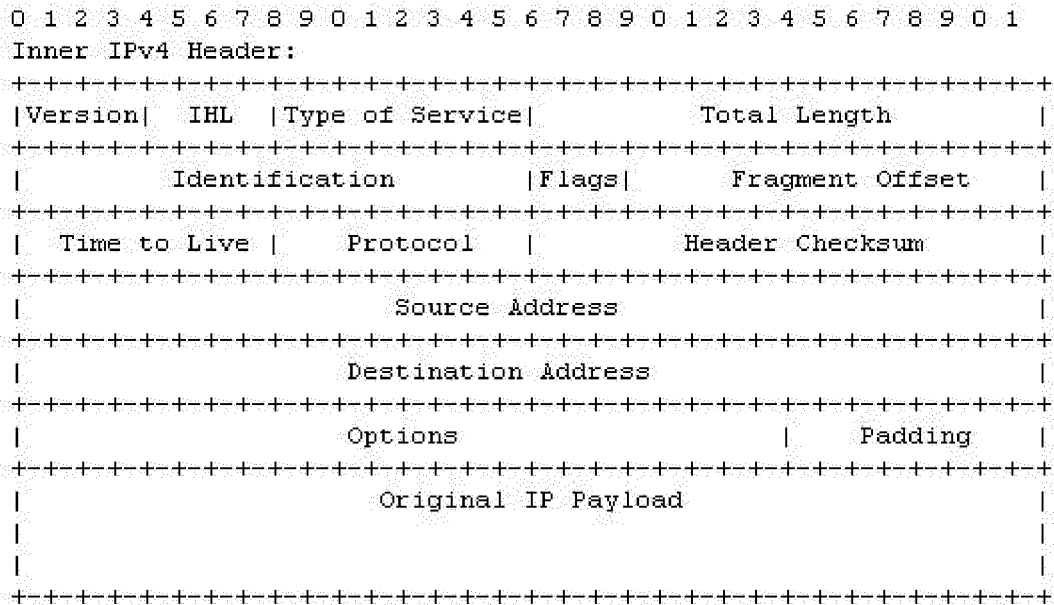 0 1 2 3 4 5 6 7 8 9 0 1 2 3 4 5 6 7 8 9 0 1 2 3 4 5 6 7 8 9 0 1
Inner IPv4 Header:
+-+-+-+-+-+-+-+-+-+-+-+-+-+-+-+-+-+-+-+-+-+-+-+-+-+-+-+-+-+-+-+-+
|Version|  IHL  |Type of Service|          Total Length         |
+-+-+-+-+-+-+-+-+-+-+-+-+-+-+-+-+-+-+-+-+-+-+-+-+-+-+-+-+-+-+-+-+
|         Identification        |Flags|      Fragment Offset    |
+-+-+-+-+-+-+-+-+-+-+-+-+-+-+-+-+-+-+-+-+-+-+-+-+-+-+-+-+-+-+-+-+
|  Time to Live |    Protocol   |         Header Checksum       |
+-+-+-+-+-+-+-+-+-+-+-+-+-+-+-+-+-+-+-+-+-+-+-+-+-+-+-+-+-+-+-+-+
|                       Source Address                          |
+-+-+-+-+-+-+-+-+-+-+-+-+-+-+-+-+-+-+-+-+-+-+-+-+-+-+-+-+-+-+-+-+
|                    Destination Address                        |
+-+-+-+-+-+-+-+-+-+-+-+-+-+-+-+-+-+-+-+-+-+-+-+-+-+-+-+-+-+-+-+-+
|                    Options                    |    Padding    |
+-+-+-+-+-+-+-+-+-+-+-+-+-+-+-+-+-+-+-+-+-+-+-+-+-+-+-+-+-+-+-+-+
|                      Original IP Payload                      |
|                                                               |
|                                                               |
+-+-+-+-+-+-+-+-+-+-+-+-+-+-+-+-+-+-+-+-+-+-+-+-+-+-+-+-+-+-+-+-+